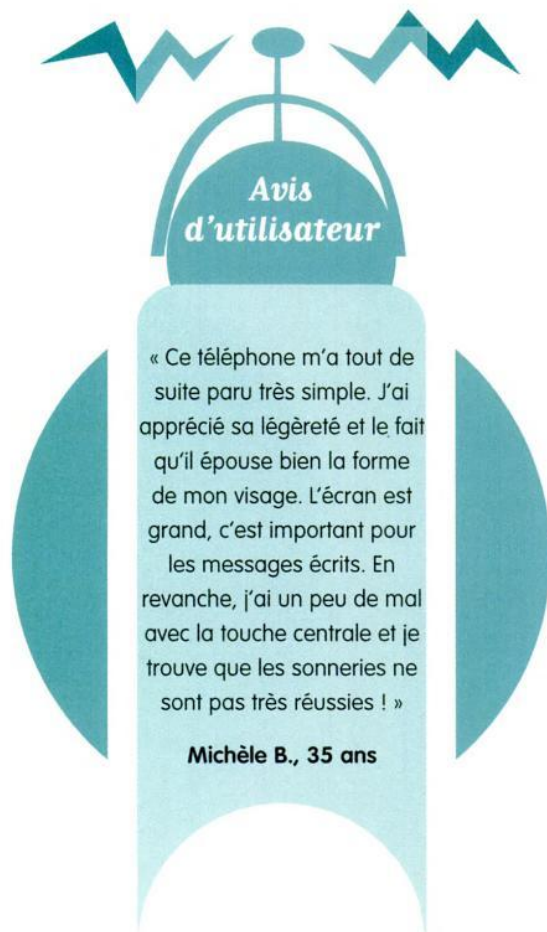 Avis
d'utilisateur
« Ce téléphone m'a tout de
suite paru très simple. J'ai
apprécié sa légèreté et le fait
qu'il épouse bien la forme
de mon visage. L'écran est
grand, c'est important pour
les messages écrits. En
revanche, j'ai un peu de mal
avec la touche centrale et je
trouve que les sonneries ne
sont pas très réussies ! »
Michèle B., 35 ans